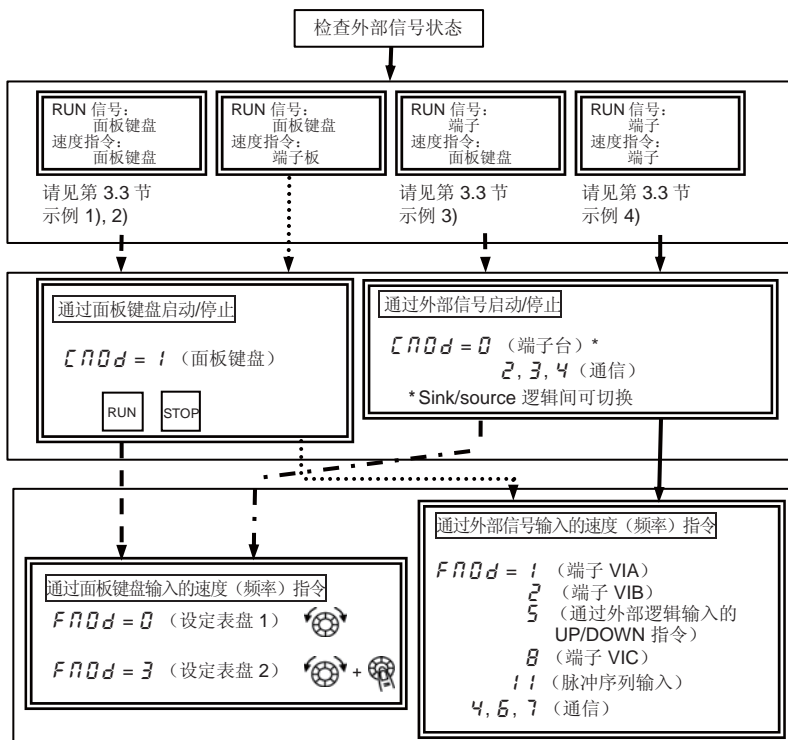 检查外部信号状态
RUN 信号:
面板键盘
速度指令:
面板键盘
RUN 信号:
面板键盘
速度指令:
端子板
RUN 信号:
端子
速度指令:
面板键盘
RUN 信号:
端子
速度指令:
端子
请见第 3.3 节
示例 1), 2)
请见第 3.3 节
示例 3)
请见第 3.3 节
示例 4)
通过面板键盘启动/停止
CMOd = 1（面板键盘）
RUN
STOP
通过外部信号启动/停止
CMOd = 0（端子台）*
2, 3, 4（通信）
* Sink/source 逻辑间可切换
通过面板键盘输入的速度（频率）指令
FMOd = 0（设定表盘 1）
FMOd = 3（设定表盘 2）
+
通过外部信号输入的速度（频率）指令
FMOd = 1（端子 VIA）
2（端子 VIB）
5（通过外部逻辑输入的
UP/DOWN 指令）
8（端子 VIC）
11（脉冲序列输入）
4, 6, 7（通信）